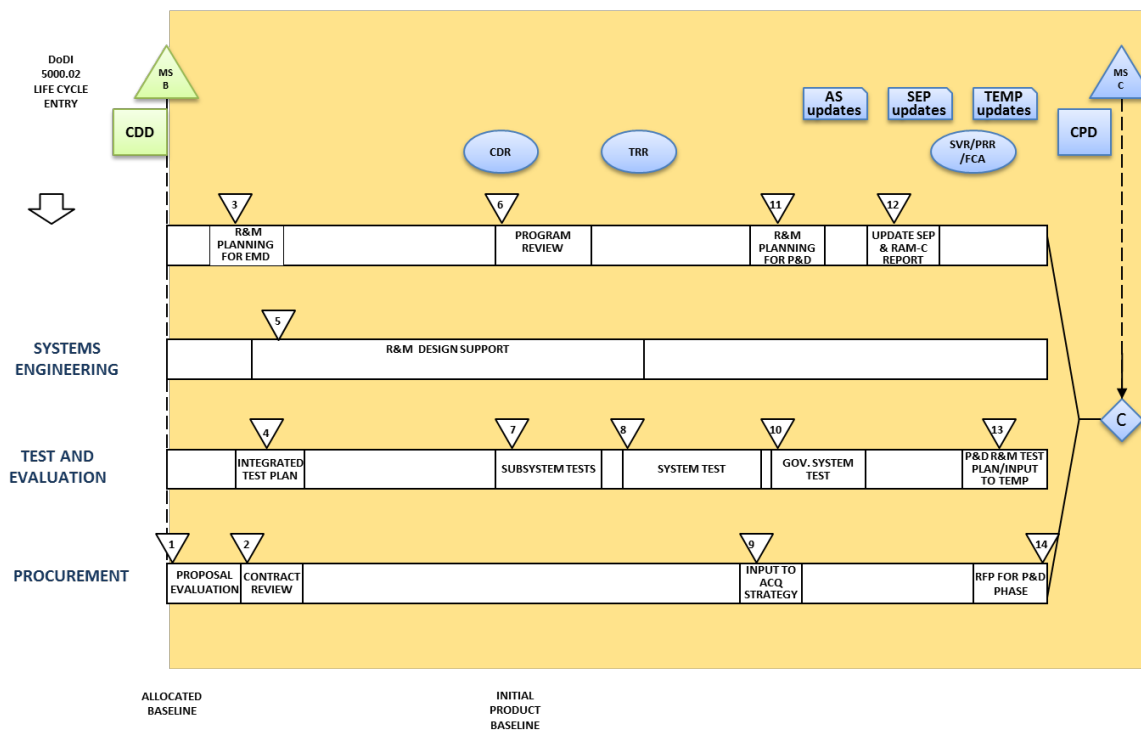 DoDI
5000.02
LIFE CYCLE
ENTRY
MS
B
CDD
CDR
TRR
AS
updates
SEP
updates
TEMP
updates
SVR/PRR
/FCA
CPD
MS
C
3
6
11
12
R&M
PLANNING
FOR EMD
PROGRAM
REVIEW
R&M
PLANNING
FOR P&D
UPDATE SEP
& RAM-C
REPORT
SYSTEMS
ENGINEERING
5
R&M DESIGN SUPPORT
C
TEST AND
EVALUATION
4
7
8
10
13
INTEGRATED
TEST PLAN
SUBSYSTEM TESTS
SYSTEM TEST
GOV. SYSTEM
TEST
P&D R&M TEST
PLAN/INPUT
TO TEMP
PROCUREMENT
1
2
9
14
PROPOSAL
EVALUATION
CONTRACT
REVIEW
INPUT TO
ACQ
STRATEGY
RFP FOR P&D
PHASE
ALLOCATED
BASELINE
INITIAL
PRODUCT
BASELINE